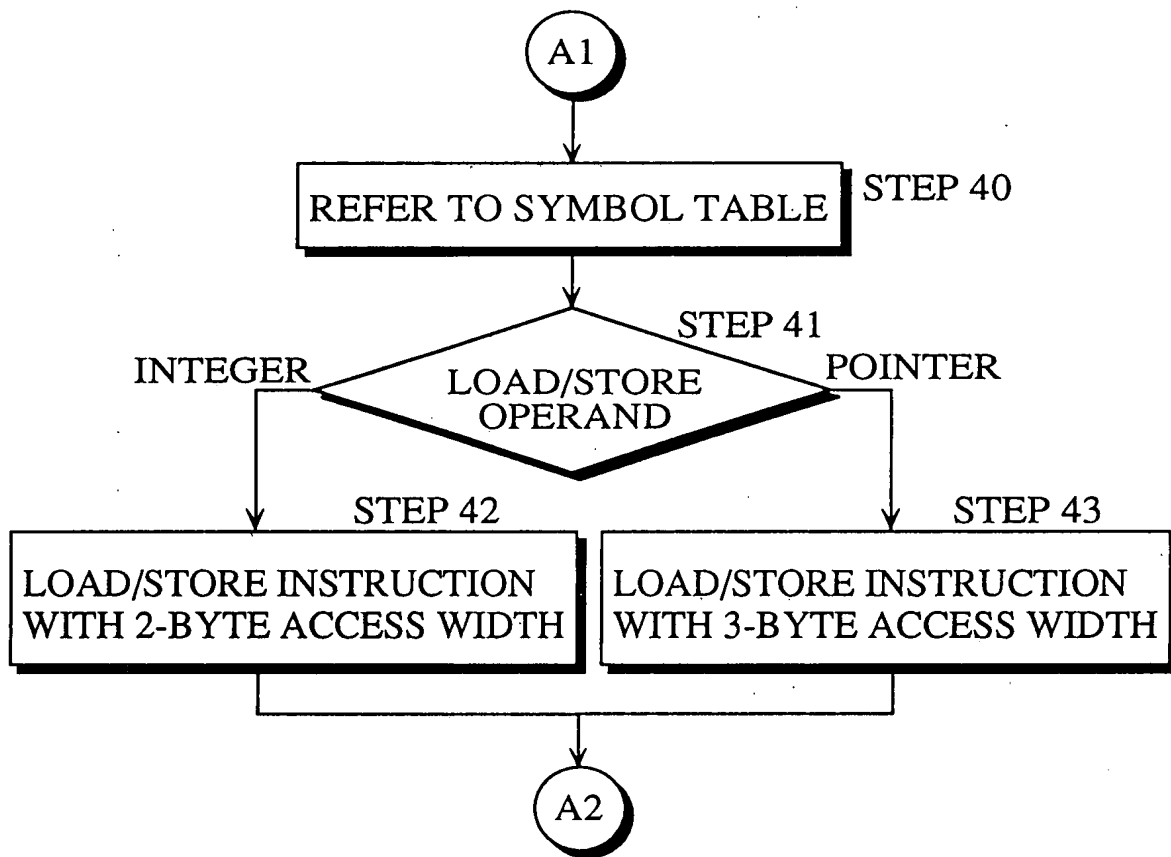 A1
REFER TO SYMBOL TABLE
STEP 40
STEP 41
INTEGER
LOAD/STORE
OPERAND
POINTER
STEP 42
LOAD/STORE INSTRUCTION
WITH 2-BYTE ACCESS WIDTH
STEP 43
LOAD/STORE INSTRUCTION
WITH 3-BYTE ACCESS WIDTH
A2